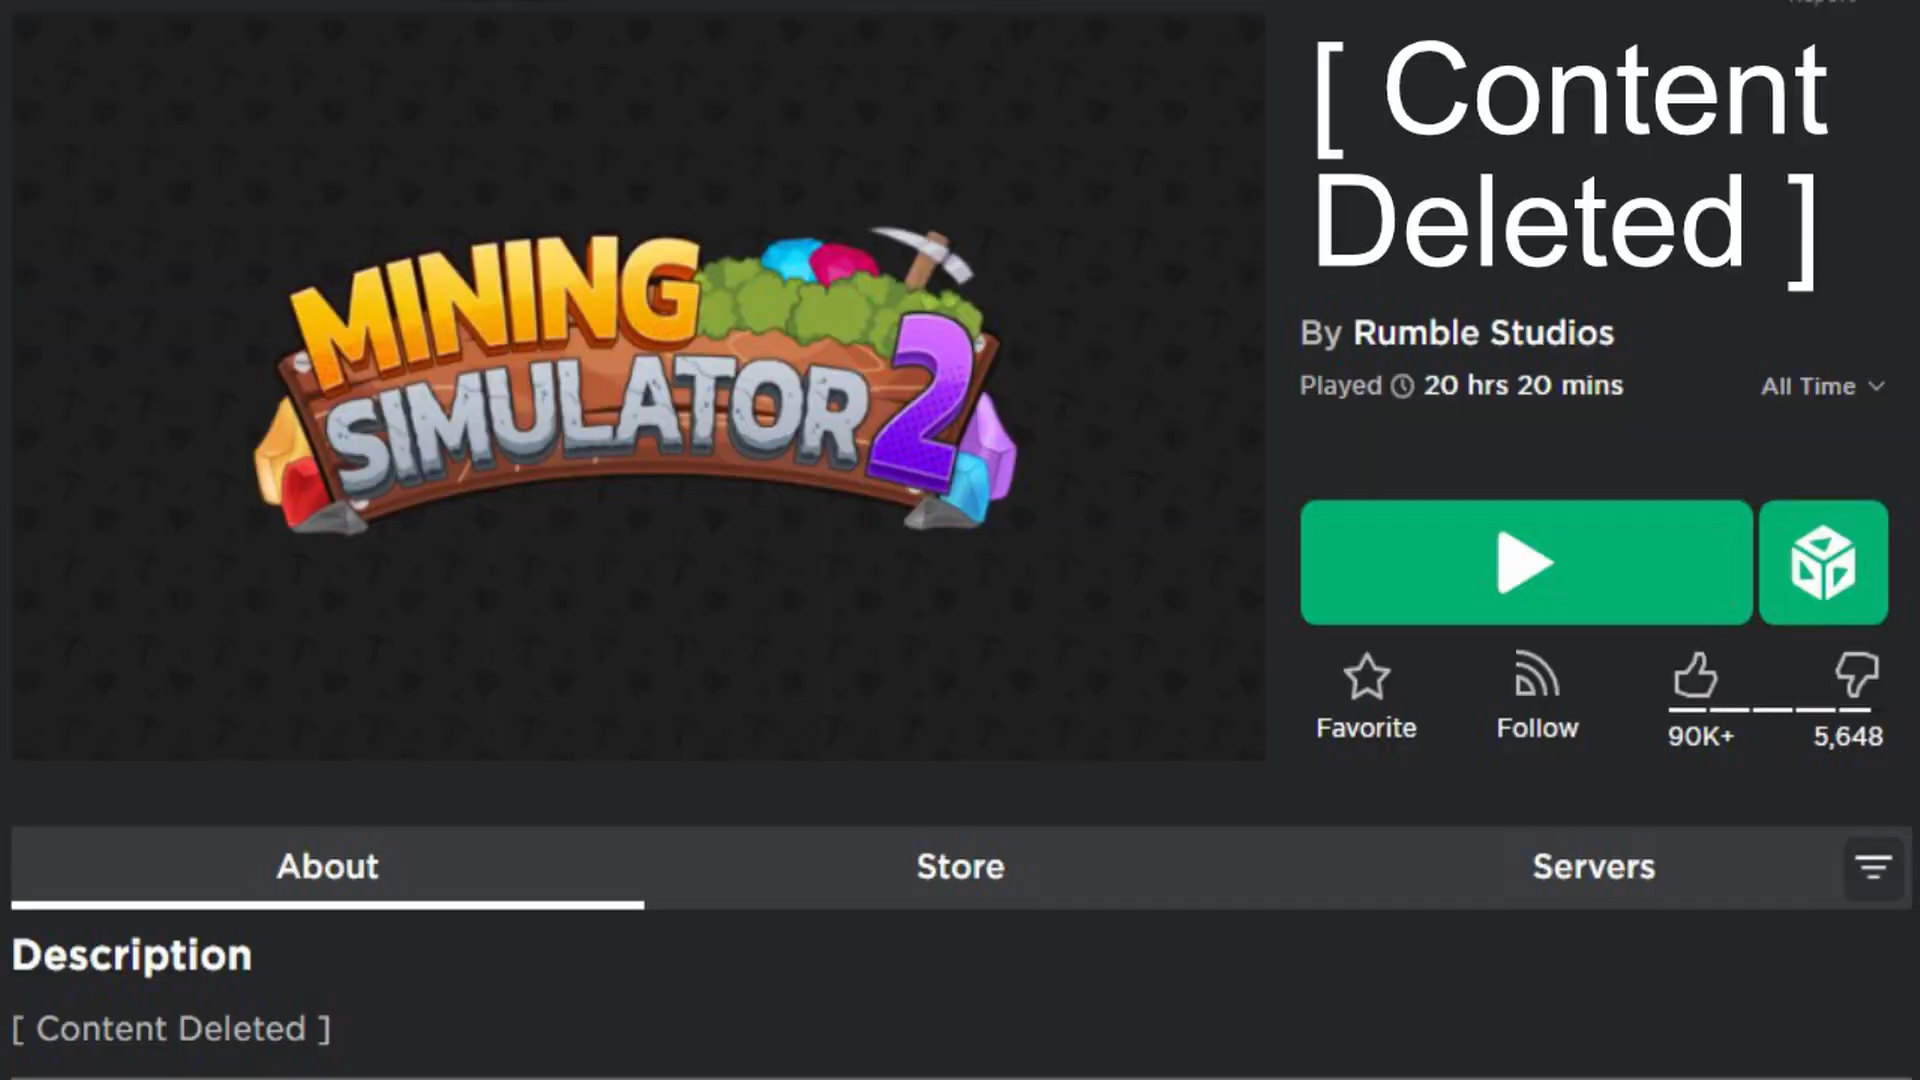 MINING
SIMULATOR 2
[ Content
Deleted ]
By Rumble Studios
Played 20 hrs 20 mins
All Time
Favorite
Follow
90K+
5,648
About
Store
Servers
Description
[ Content Deleted ]